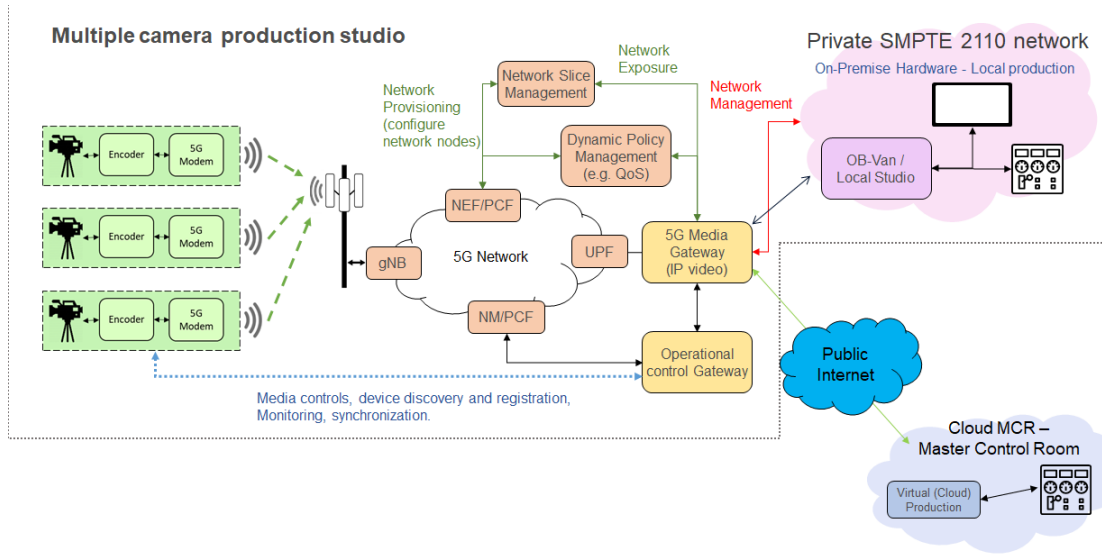 Multiple camera production studio
Private SMPTE 2110 network
On-Premise Hardware - Local production
Network
Exposure
Network Slice
Management
Network
Management
Network
Provisioning
(configure
network nodes)
Dynamic Policy
Management
(e.g. QoS)
Encoder
5G
Modem
OB-Van /
Local Studio
NEF/PCF
Encoder
5G
Modem
5G Media
Gateway
(IP video)
UPF
5G Network
gNB
Encoder
5G
Modem
NM/PCF
Operational
control Gateway
Public
Internet
Media controls, device discovery and registration,
Monitoring, synchronization.
Cloud MCR –
Master Control Room
Virtual (Cloud)
Production